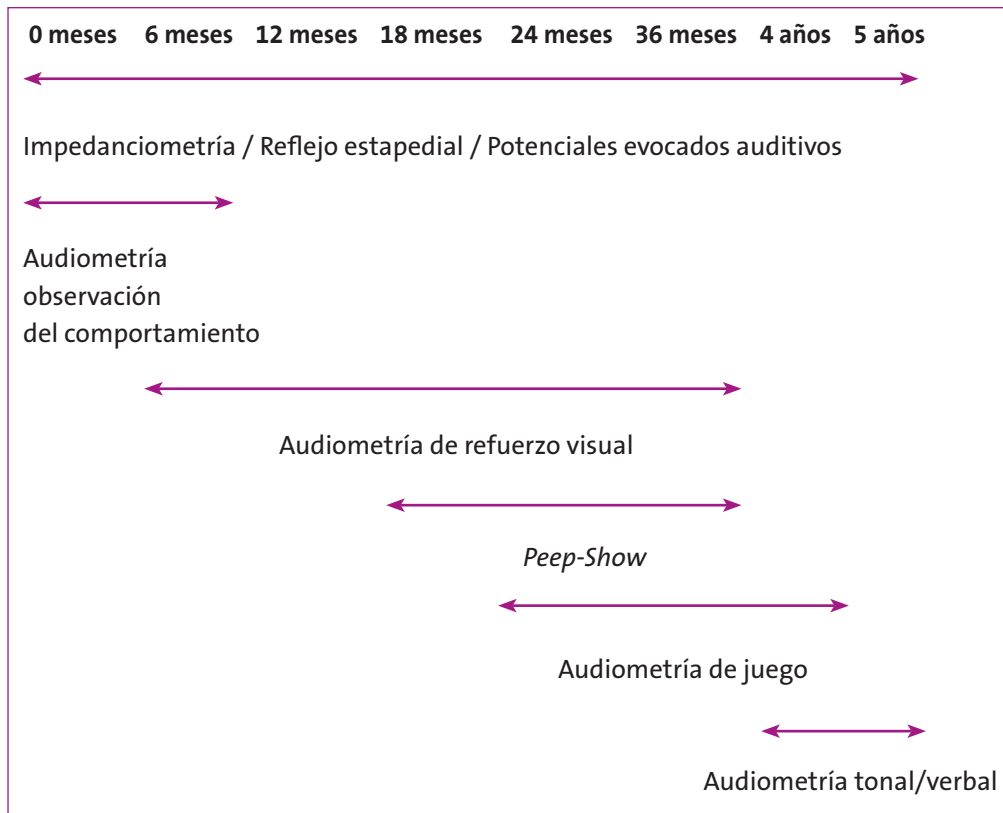 0 meses 6 meses 12 meses 18 meses 24 meses 36 meses 4 años 5 años
Impedanciometría / Reflejo estapedial / Potenciales evocados auditivos
Audiometría
observación
del comportamiento
Audiometría de refuerzo visual
Peep-Show
Audiometría de juego
Audiometría tonal/verbal